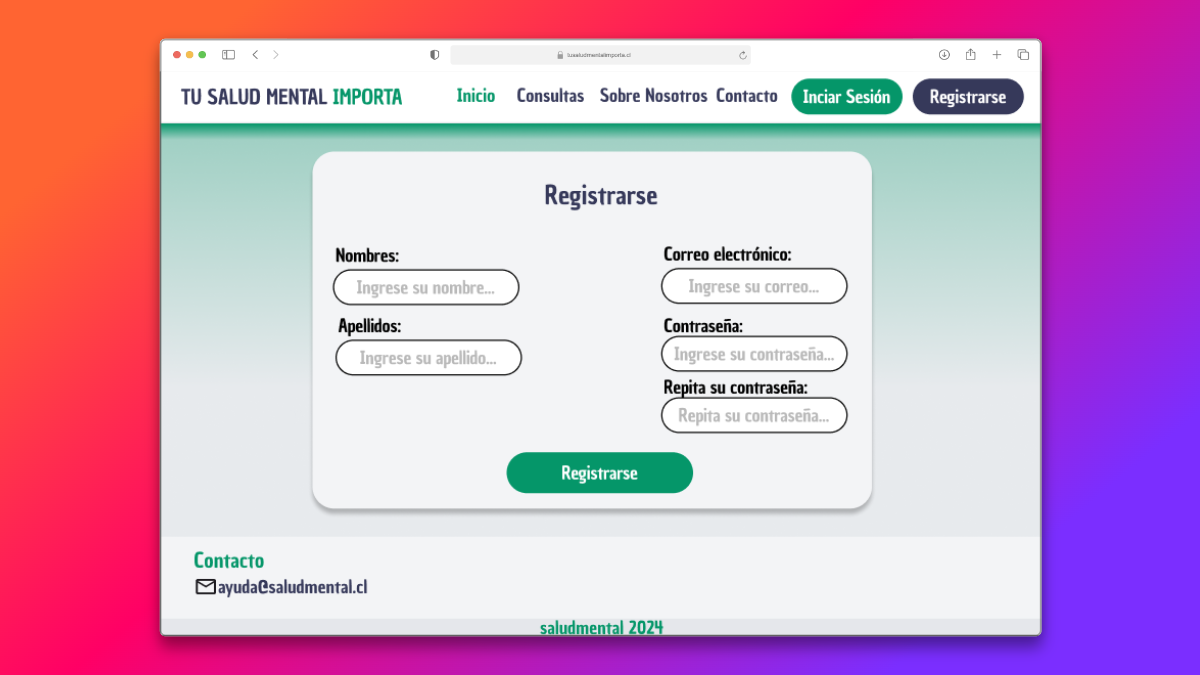 tusaludmentalimporta.cl
TU SALUD MENTAL IMPORTA
Inicio
Consultas
Sobre Nosotros
Contacto
Inciar Sesión
Registrarse
Registrarse
Nombres:
Ingrese su nombre...
Apellidos:
Ingrese su apellido...
Correo electrónico:
Ingrese su correo...
Contraseña:
Ingrese su contraseña...
Repita su contraseña:
Repita su contraseña...
Registrarse
Contacto
ayuda@saludmental.cl
saludmental 2024